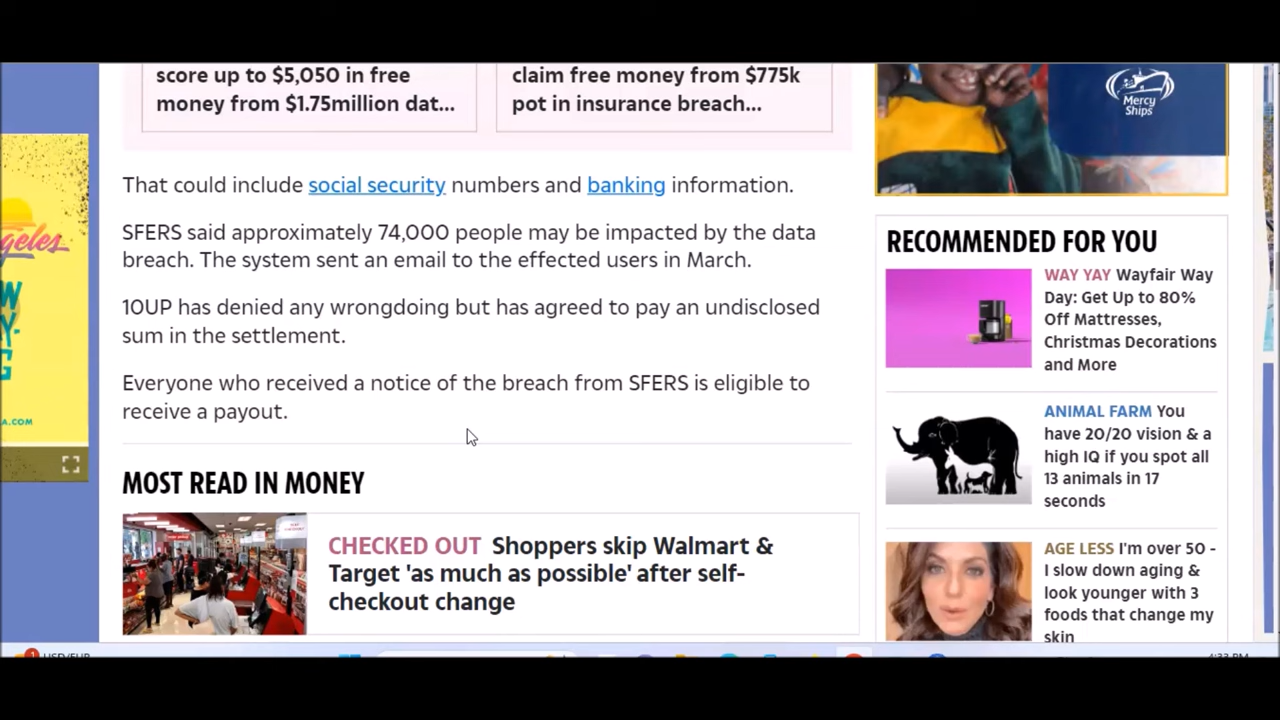 score up to $5,050 in free
money from $1.75million dat...
claim free money from $775k
pot in insurance breach...
Mercy
Ships
geles
.COM
That could include social security numbers and banking information.
SFERS said approximately 74,000 people may be impacted by the data
breach. The system sent an email to the effected users in March.
10UP has denied any wrongdoing but has agreed to pay an undisclosed
sum in the settlement.
Everyone who received a notice of the breach from SFERS is eligible to
receive a payout.
MOST READ IN MONEY
CHECKED OUT Shoppers skip Walmart &
Target 'as much as possible' after self-
checkout change
RECOMMENDED FOR YOU
WAY YAY Wayfair Way
Day: Get Up to 80%
Off Mattresses,
Christmas Decorations
and More
ANIMAL FARM You
have 20/20 vision & a
high IQ if you spot all
13 animals in 17
seconds
AGE LESS I'm over 50 -
I slow down aging &
look younger with 3
foods that change my
skin
1
USD/EUR
4:33 PM